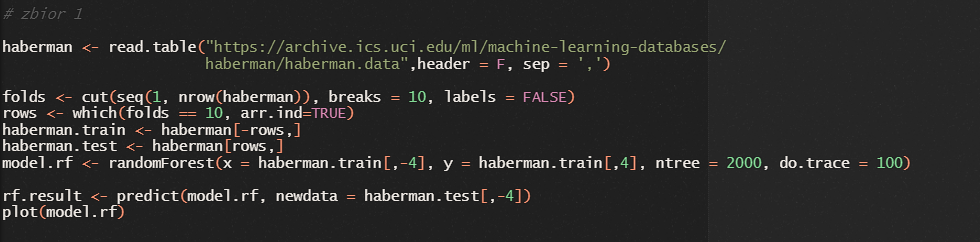 # zbior 1
haberman <- read.table("https://archive.ics.uci.edu/ml/machine-learning-databases/
haberman/haberman.data",header = F, sep = ',')
folds <- cut(seq(1, nrow(haberman)), breaks = 10, labels = FALSE)
rows <- which(folds == 10, arr.ind=TRUE)
haberman.train <- haberman[-rows,]
haberman.test <- haberman[rows,]
model.rf <- randomForest(x = haberman.train[,-4], y = haberman.train[,4], ntree = 2000, do.trace = 100)
rf.result <- predict(model.rf, newdata = haberman.test[,-4])
plot(model.rf)